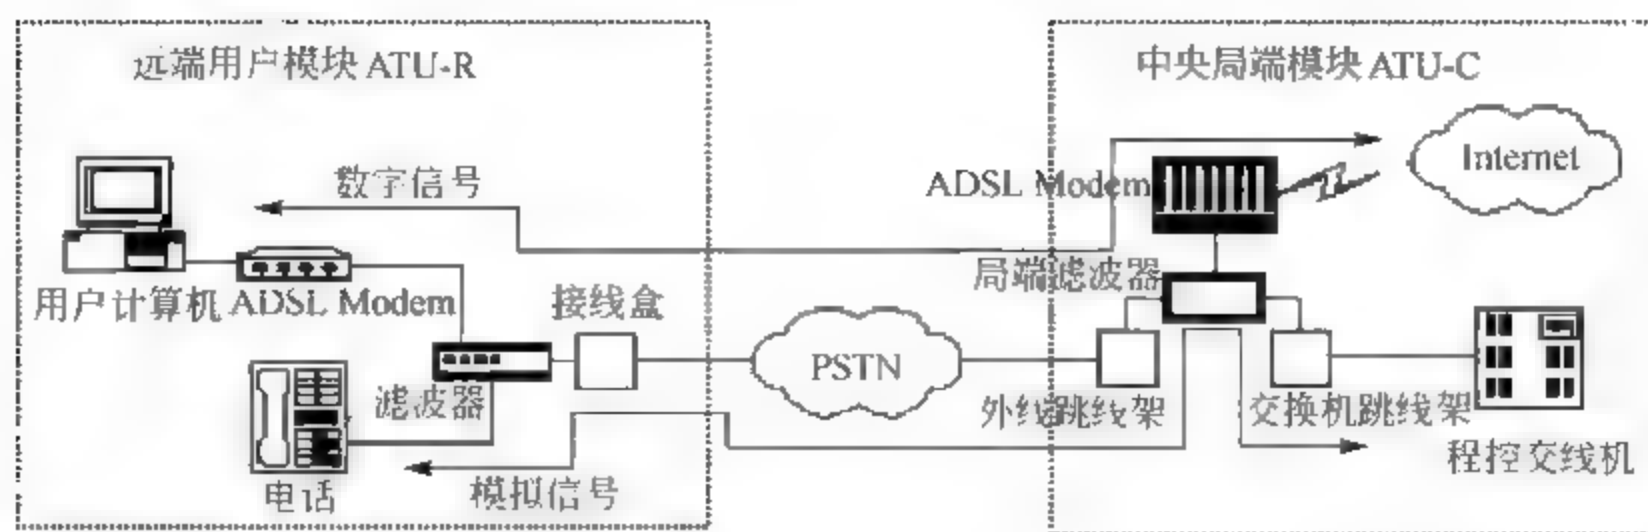 远端用户模块 ATU-R
中央局端模块 ATU-C
Internet
数字信号
ADSL Modem
局端滤波器
用户计算机 ADSL Modem
接线盒
PSTN
滤波器
外线跳线架
交换机跳线架
程控交线机
电话
模拟信号